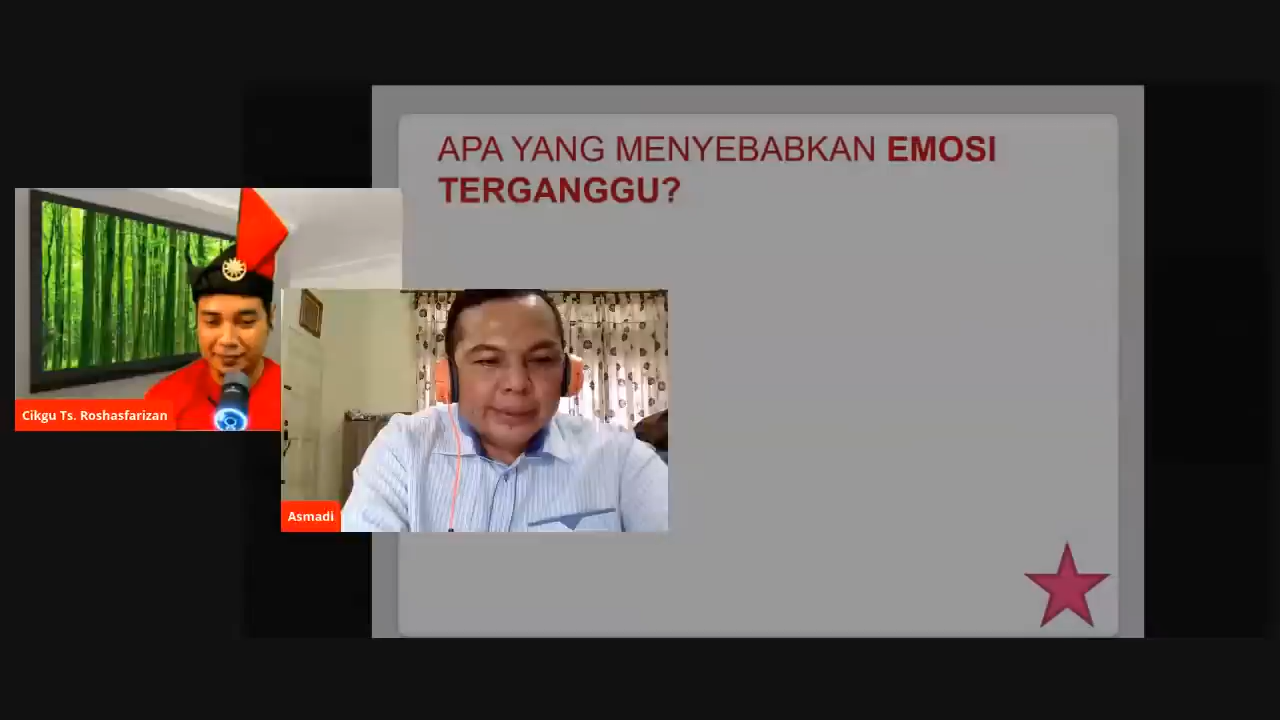 APA YANG MENYEBABKAN EMOSI
TERGANGGU?
Cikgu Ts. Roshasfarizan
Asmadi